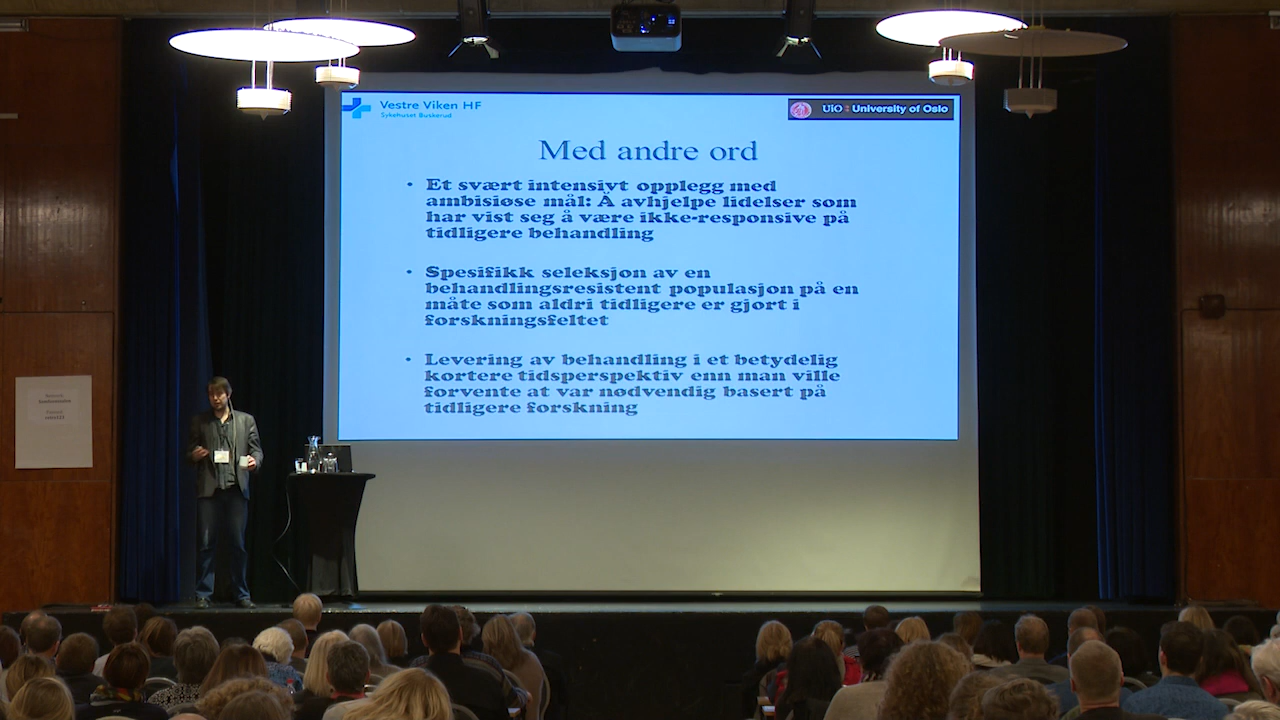 Vestre Viken HF
Sykehuset Buskerud
UiO University of Oslo
Med andre ord
• Et svært intensivt opplegg med
ambisiøse mål: Å avhjelpe lidelser som
har vist seg å være ikke-responsive på
tidligere behandling
• Spesifikk seleksjon av en
behandlingsresistent populasjon på en
måte som aldri tidligere er gjort i
forskningsfeltet
• Levering av behandling i et betydelig
kortere tidsperspektiv enn man ville
forvente at var nødvendig basert på
tidligere forskning